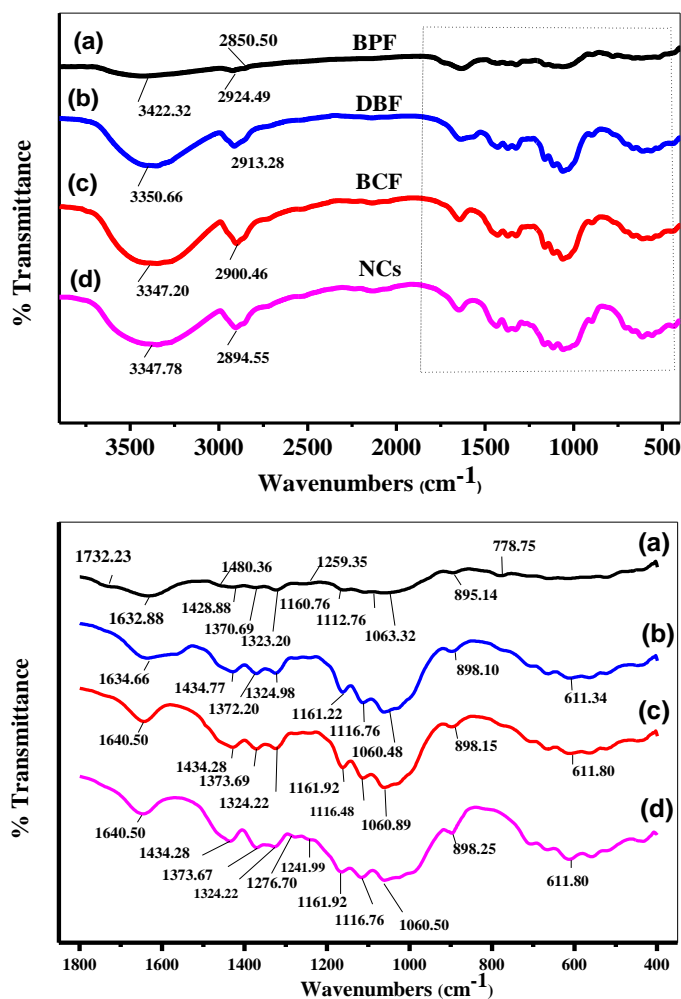 (a)
2850.50
BPF
3422.32
2924.49
(b)
DBF
3350.66
2913.28
(c)
BCF
3347.20
2900.46
(d)
NCs
3347.78
2894.55
% Transmittance
3500 3000 2500 2000 1500 1000 500
Wavenumbers (cm-1)
(a)
1732.23
1480.36
1259.35
778.75
1632.88
1428.88
1370.69
1323.20
1160.76
1112.76
1063.32
895.14
(b)
1634.66
1434.77
1372.20
1324.98
1161.22
1116.76
1060.48
898.10
611.34
(c)
1640.50
1434.28
1373.69
1324.22
1161.92
1116.48
1060.89
898.15
611.80
(d)
1640.50
1434.28
1373.67
1324.22
1276.70
1241.99
1161.92
1116.76
1060.50
898.25
611.80
% Transmittance
1800 1600 1400 1200 1000 800 600 400
Wavenumbers (cm-1)